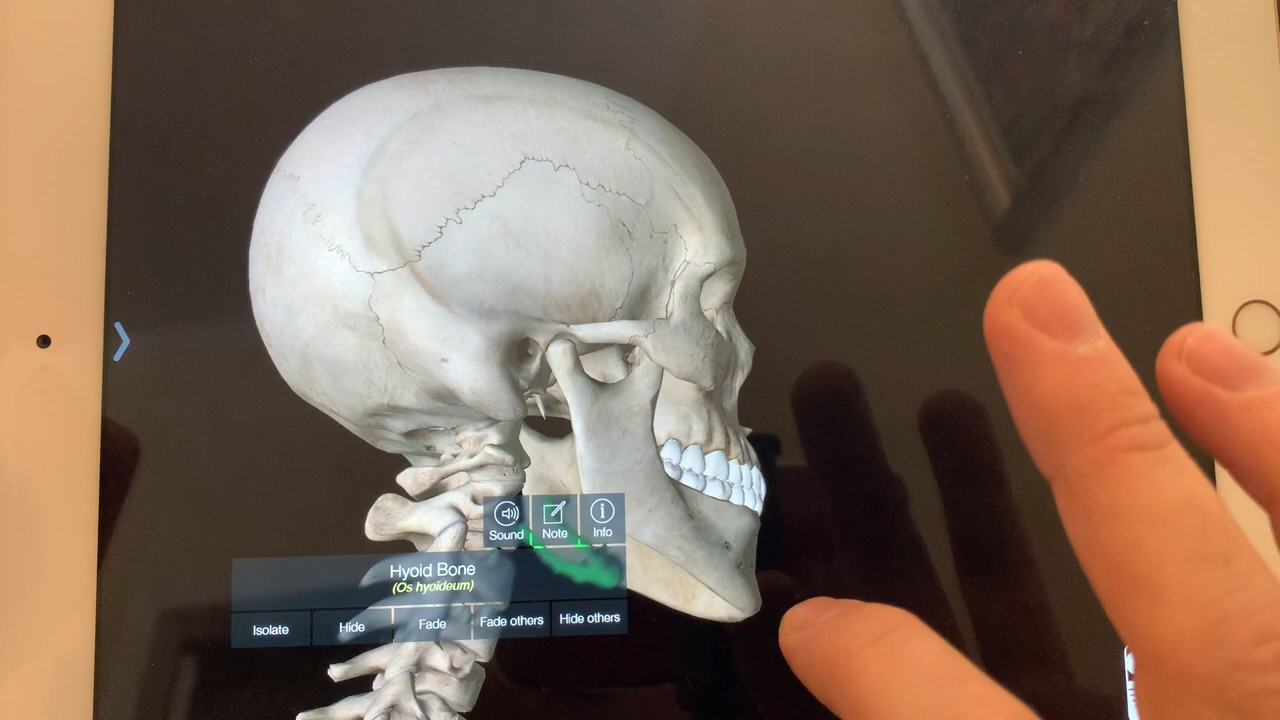 Sound Note Info
Hyoid Bone
(Os hyoideum)
Isolate Hide Fade Fade others Hide others